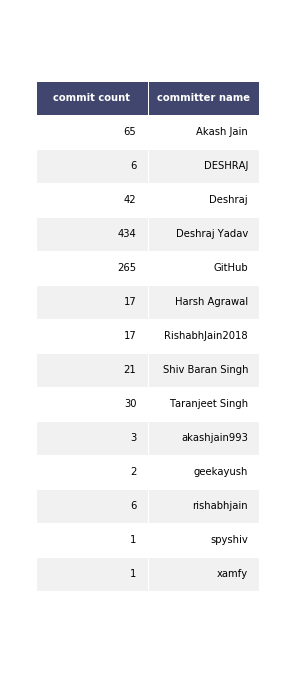 commit count committer name
65 Akash Jain
6 DESHRAJ
42 Deshraj
434 Deshraj Yadav
265 GitHub
17 Harsh Agrawal
17 RishabhJain2018
21 Shiv Baran Singh
30 Taranjeet Singh
3 akashjain993
2 geekayush
6 rishabhjain
1 spyshiv
1 xamfy